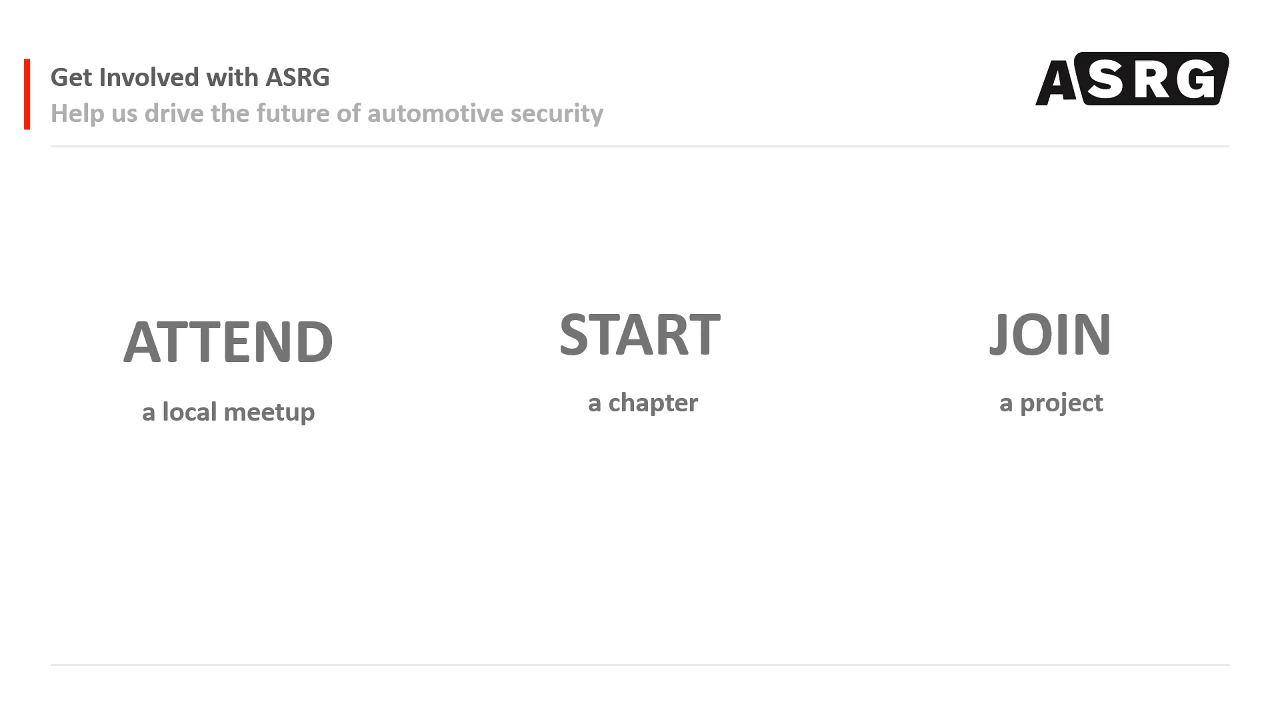 Get Involved with ASRG
Help us drive the future of automotive security
ASRG
ATTEND
a local meetup
START
a chapter
JOIN
a project